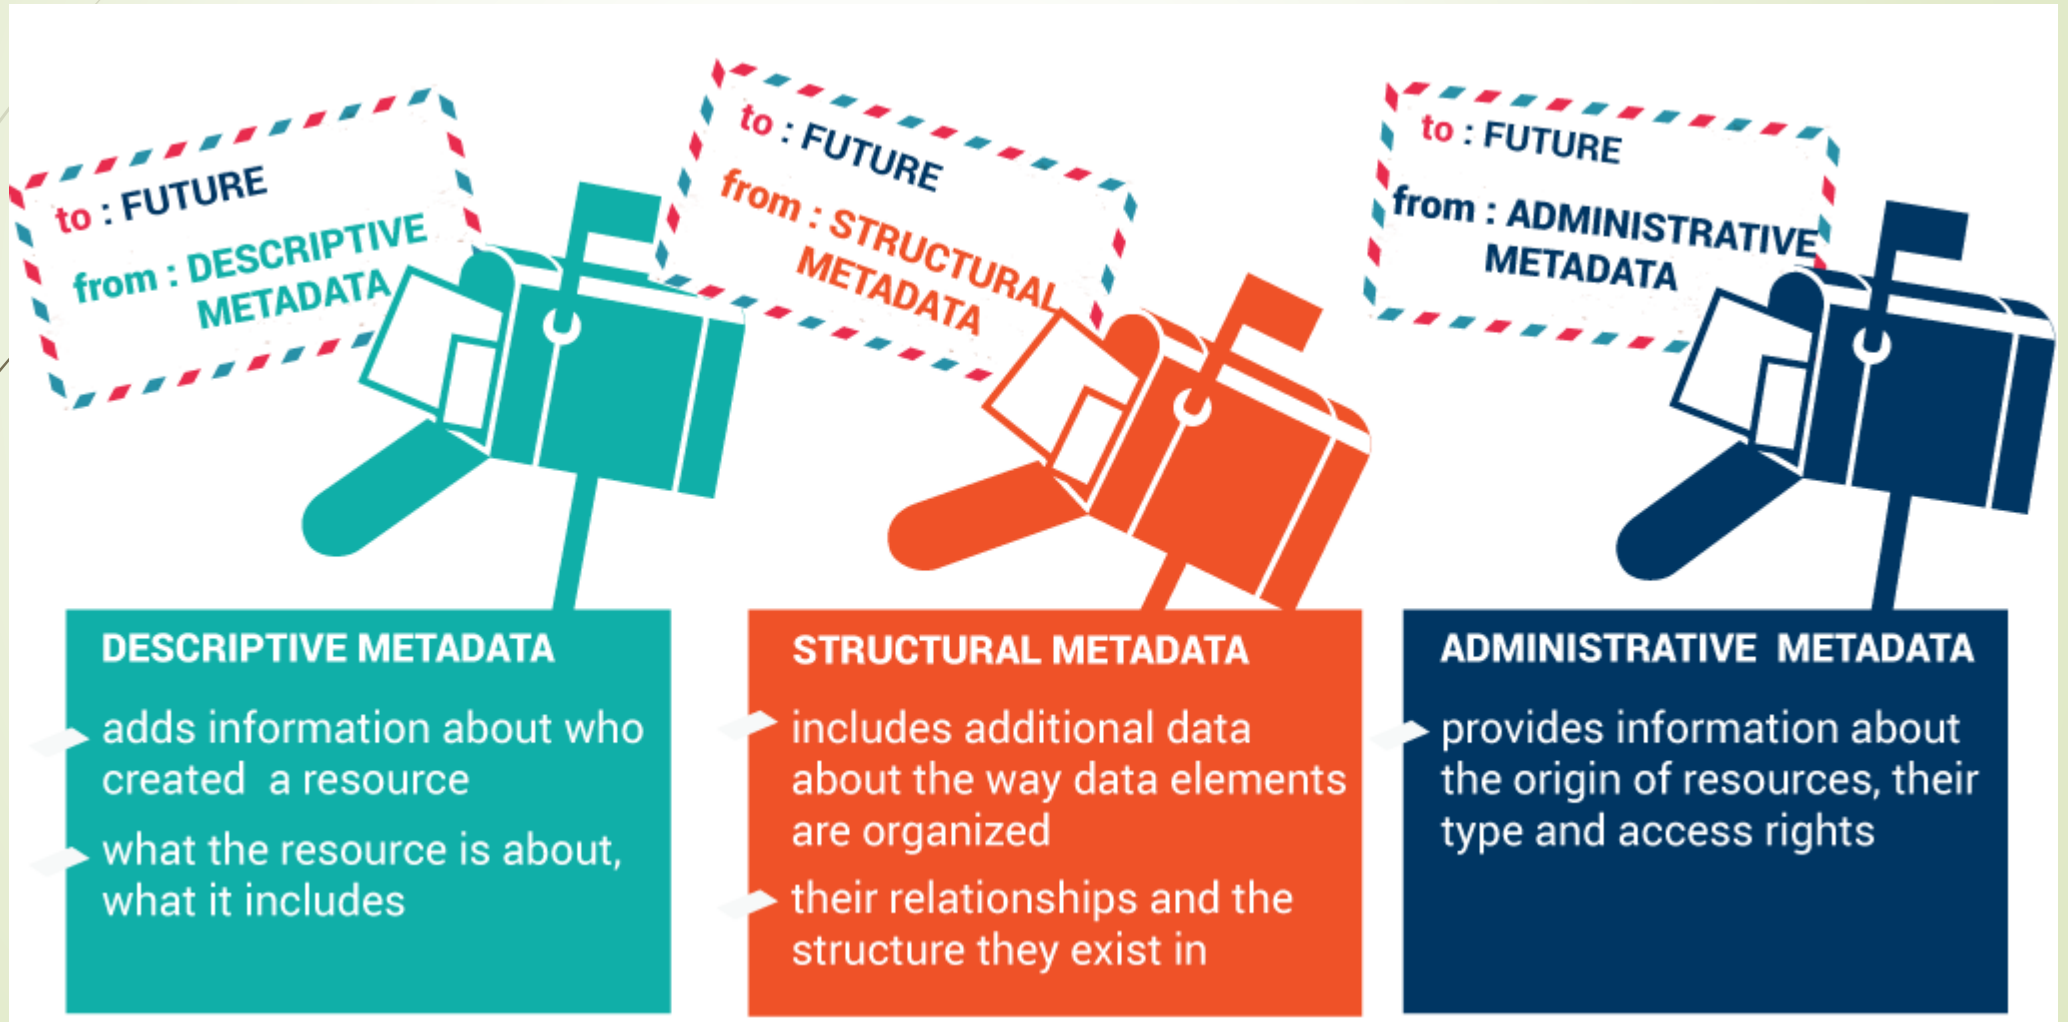 to : FUTURE
from : DESCRIPTIVE
METADATA
to : FUTURE
from : STRUCTURAL
METADATA
to : FUTURE
from : ADMINISTRATIVE
METADATA
DESCRIPTIVE METADATA
adds information about who
created a resource
what the resource is about,
what it includes
STRUCTURAL METADATA
includes additional data
about the way data elements
are organized
their relationships and the
structure they exist in
ADMINISTRATIVE METADATA
provides information about
the origin of resources, their
type and access rights